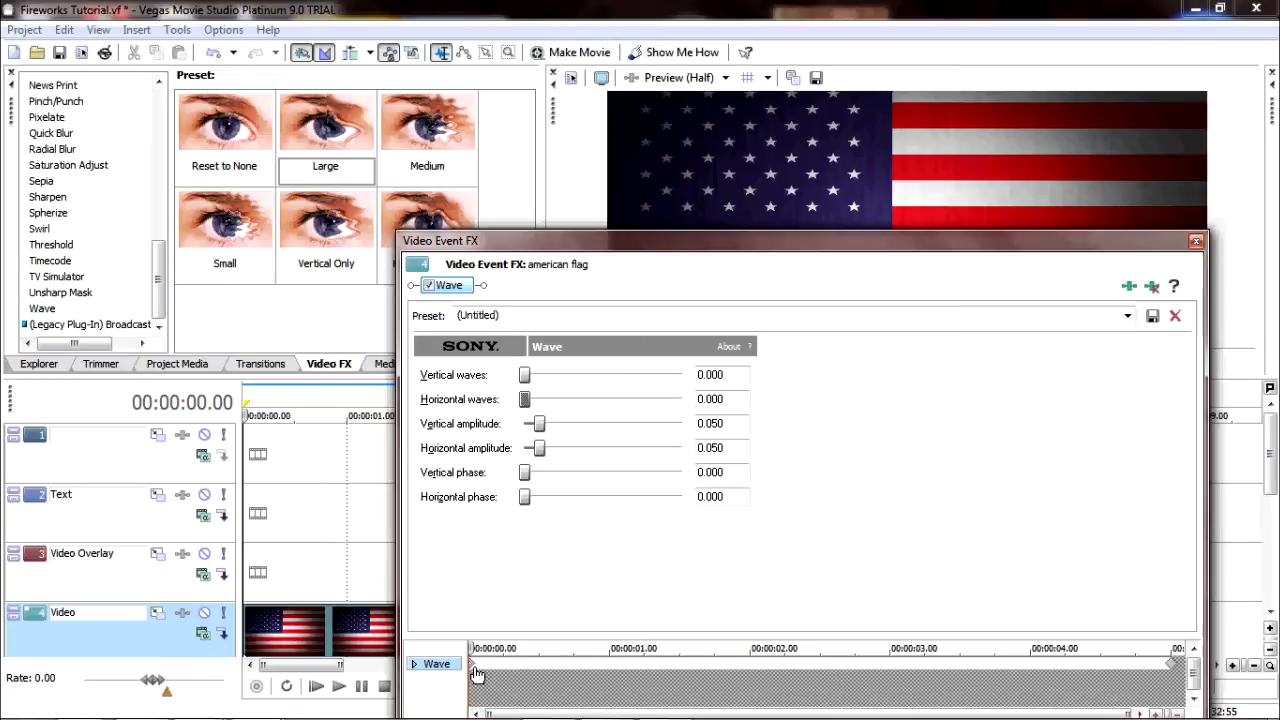 Fireworks Tutorial.vf * - Vegas Movie Studio Platinum 9.0 TRIAL
File Edit View Insert Tools Options Help
Make Movie Show Me How
News Print
Pinch/Punch
Pixelate
Quick Blur
Radial Blur
Saturation Adjust
Sepia
Sharpen
Spherize
Swirl
Threshold
Timecode
TV Simulator
Unsharp Mask
Wave
(Legacy Plug-In) Broadcast
Preset:
Reset to None Large Medium
Small Vertical Only
Preview (Half)
Explorer Trimmer Project Media Transitions Video FX
00:00:00.00
00:00:00.00 00:00:01.
1
2 Text
3 Video Overlay
4 Video
Rate: 0.00
Video Event FX
4 Video Event FX: american flag
Wave
Preset: (Untitled)
SONY. Wave About ?
Vertical waves: 0.000
Horizontal waves: 0.000
Vertical amplitude: 0.050
Horizontal amplitude: 0.050
Vertical phase: 0.000
Horizontal phase: 0.000
00:00:00.00 00:00:01.00 00:00:02.00 00:00:03.00 00:00:04.00 00:
Wave
09.00
32:55